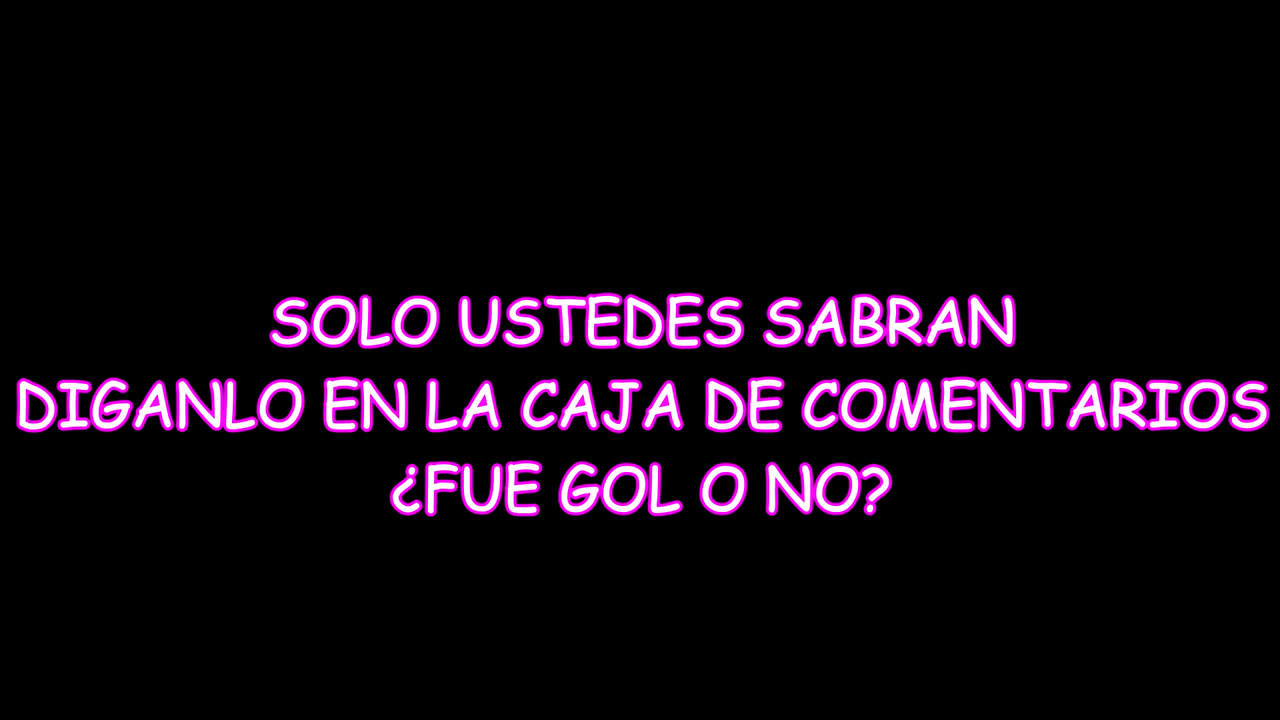 SOLO USTEDES SABRAN
DIGANLO EN LA CAJA DE COMENTARIOS
¿FUE GOL O NO?